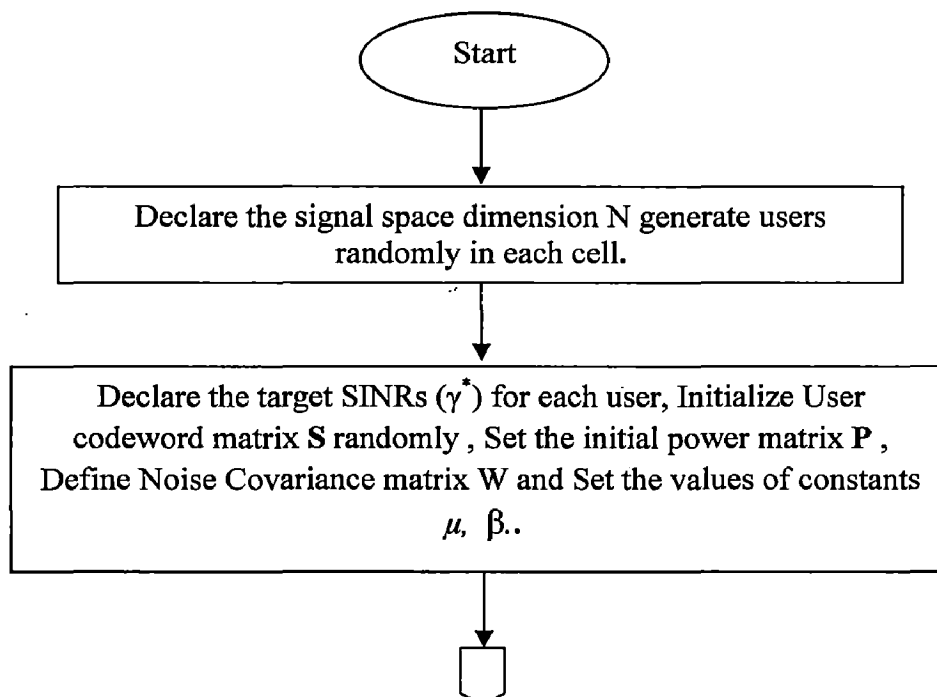 Start
Declare the signal space dimension N generate users
randomly in each cell.
Declare the target SINRs (γ*) for each user, Initialize User
codeword matrix S randomly , Set the initial power matrix P ,
Define Noise Covariance matrix W and Set the values of constants
μ, β..